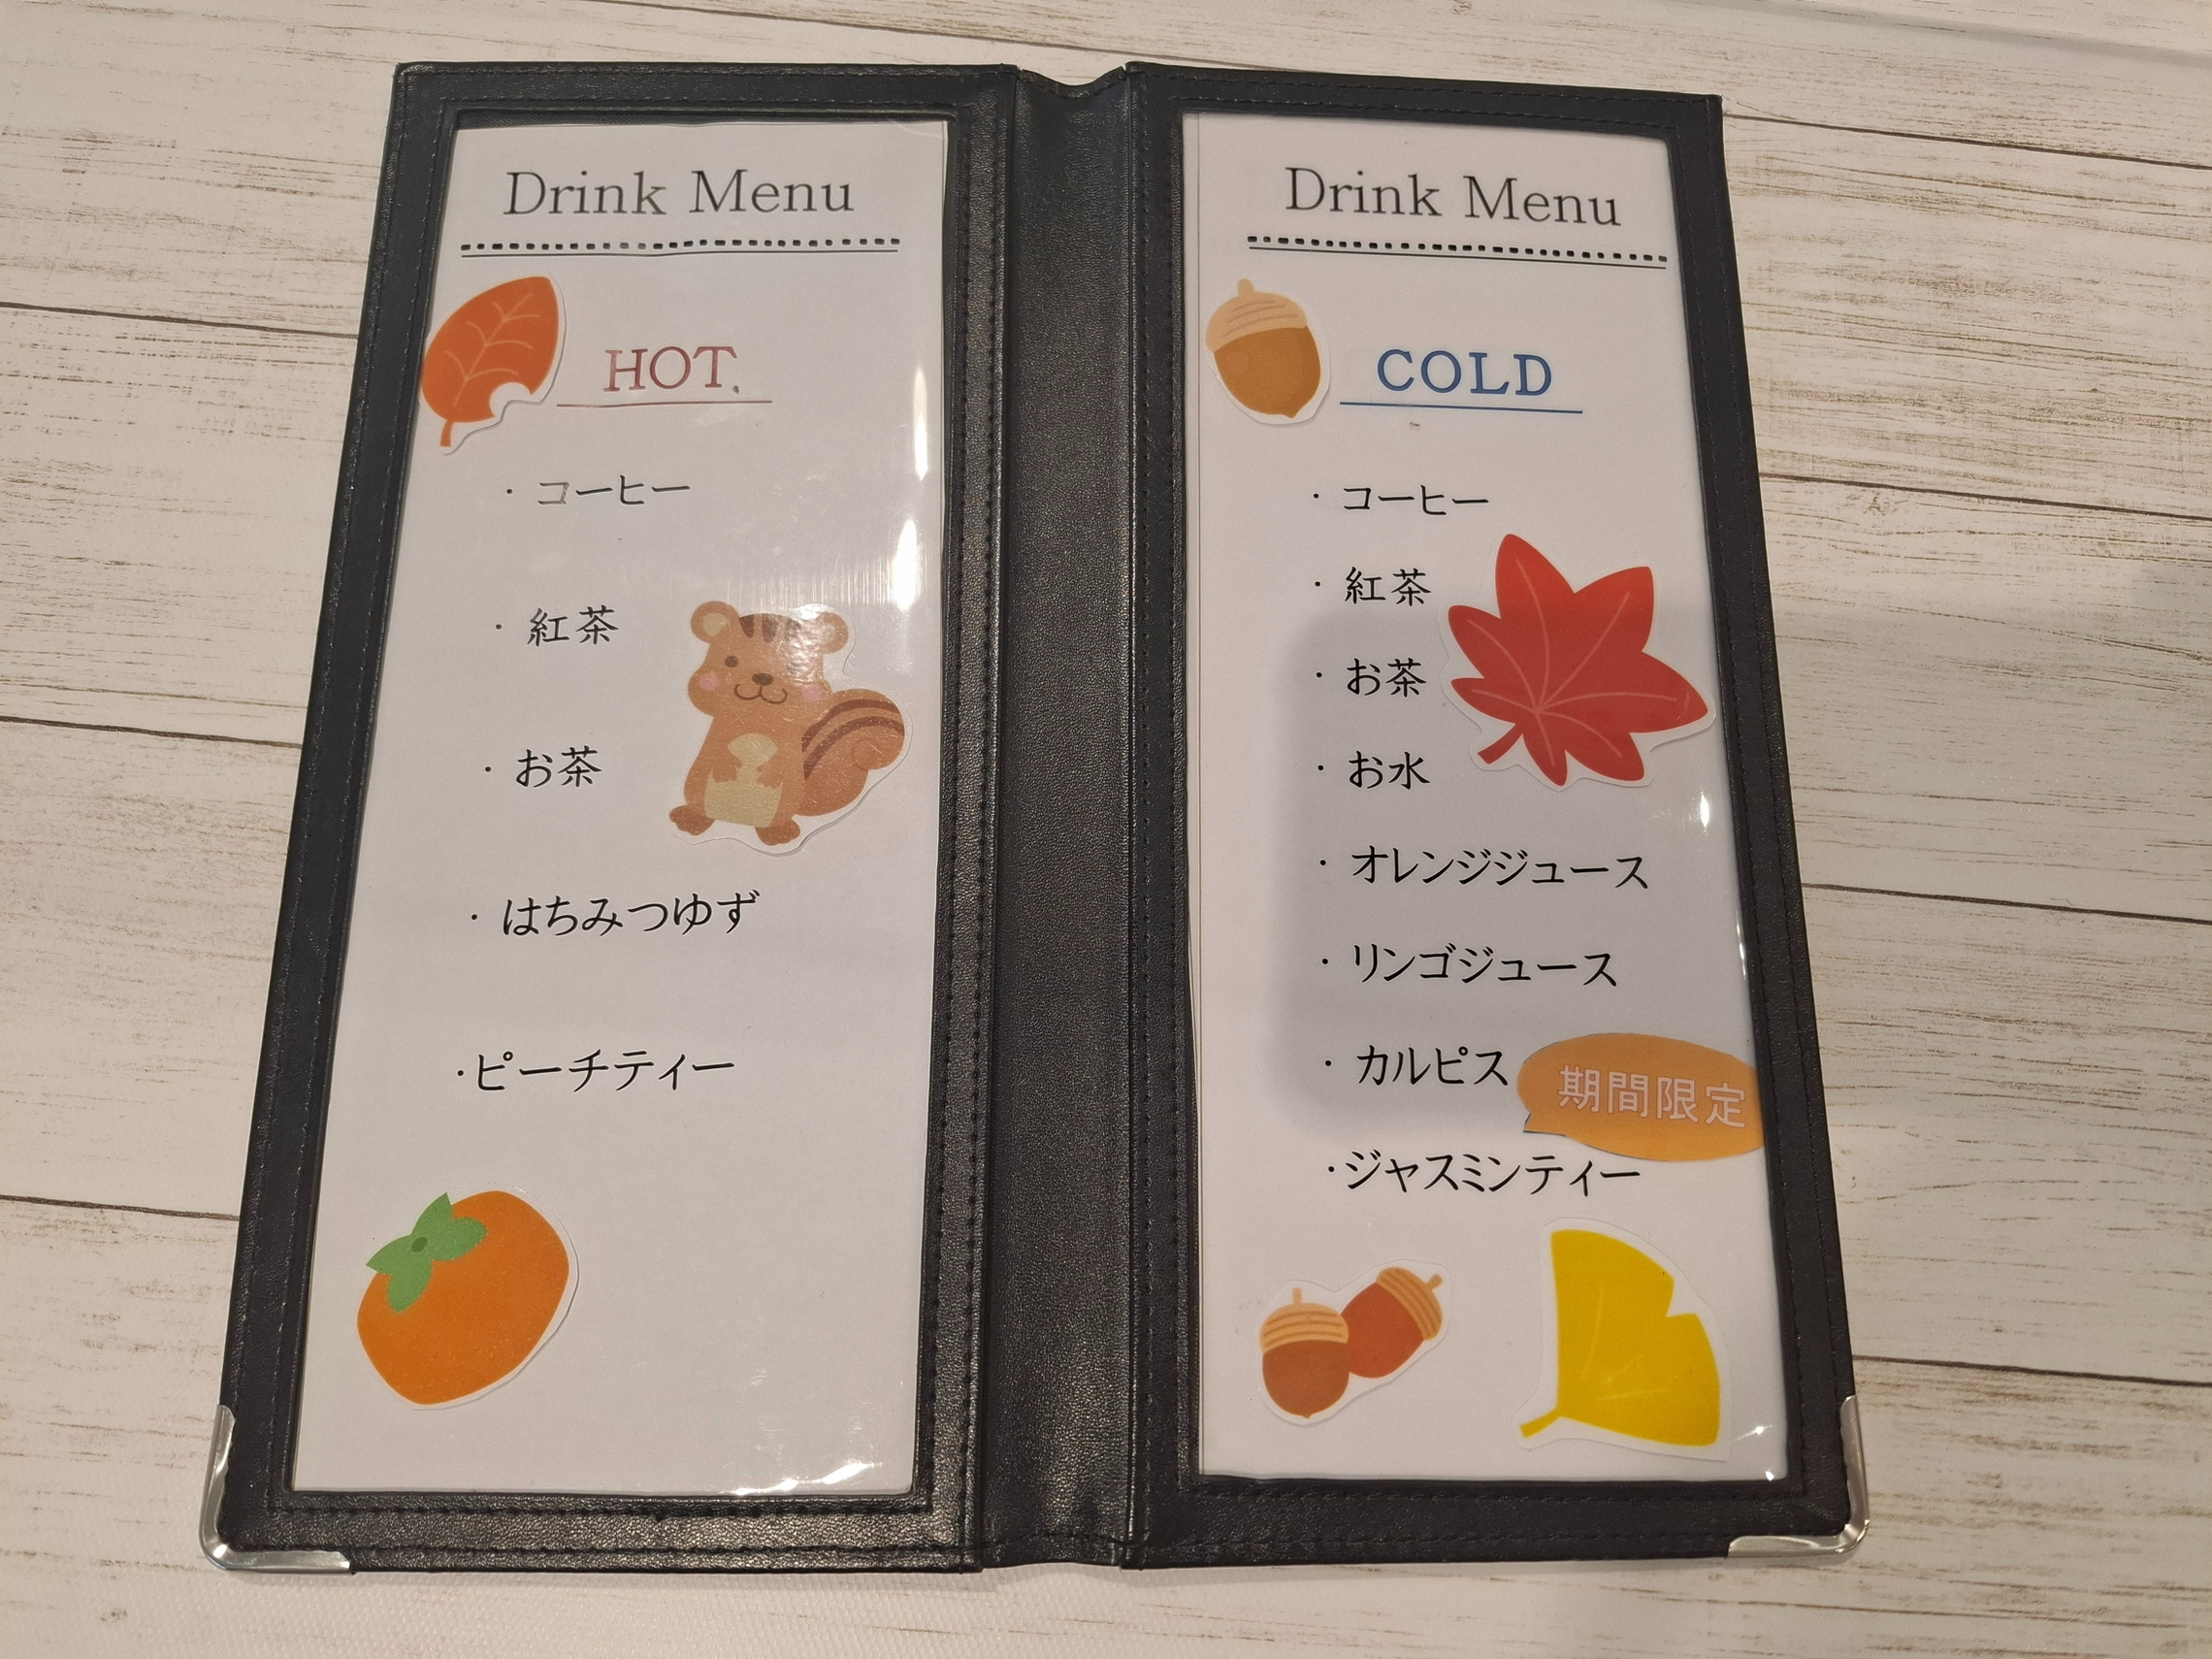 Drink Menu
HOT
・コーヒー
・紅茶
・お茶
・はちみつゆず
・ピーチティー
Drink Menu
COLD
・コーヒー
・紅茶
・お茶
・お水
・オレンジジュース
・リンゴジュース
・カルピス
期間限定
・ジャスミンティー